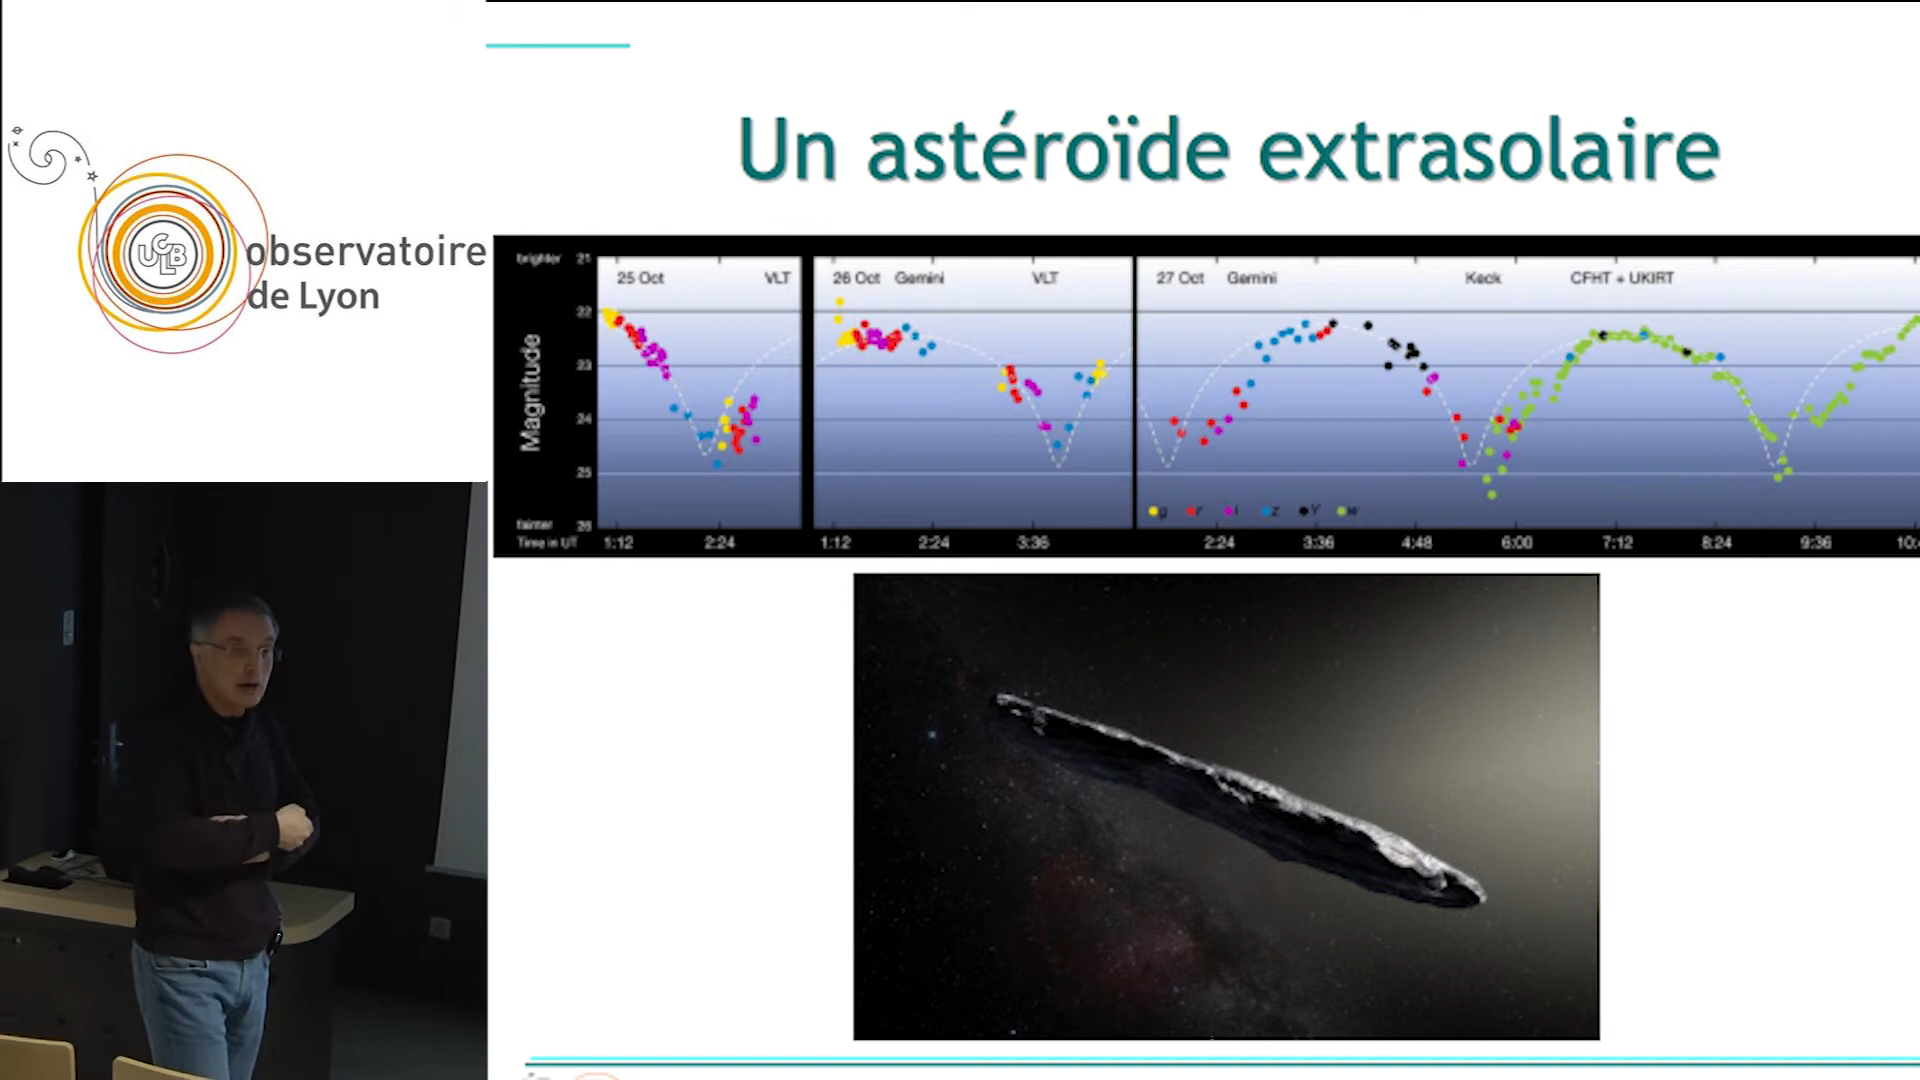 Un astéroïde extrasolaire
UCBL
observatoire
de Lyon
brighter
21
22
23
24
25
26
fainter
Magnitude
Time in UT
25 Oct VLT
26 Oct Gemini VLT
27 Oct Gemini Keck CFHT + UKIRT
g r i z Y w
1:12 2:24
1:12 2:24 3:36
2:24 3:36 4:48 6:00 7:12 8:24 9:36